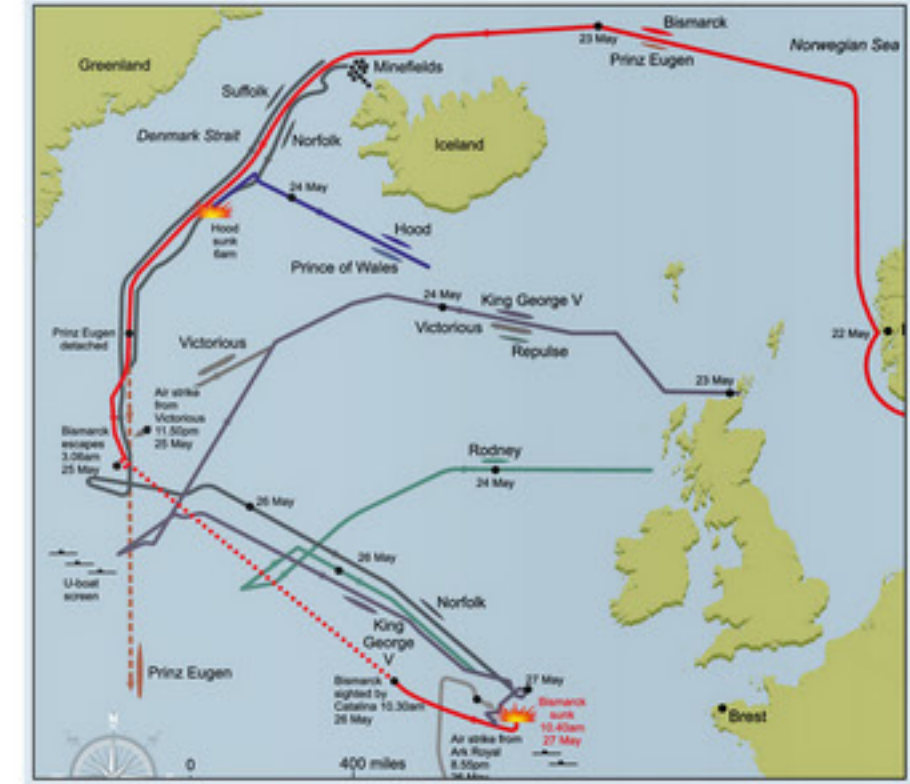 Bismarck
23 May
Prinz Eugen
Norwegian Sea
Greenland
Minefields
Suffolk
Denmark Strait
Norfolk
Iceland
24 May
Hood
sunk
6am
Hood
Prince of Wales
24 May
King George V
Victorious
Repulse
22 May
Prinz Eugen
detached
Victorious
23 May
Air strike
from
Victorious
11.50pm
25 May
Bismarck
escapes
3.06am
25 May
Rodney
24 May
26 May
26 May
U-boat
screen
Norfolk
King
George
V
Prinz Eugen
Bismarck
sighted by
Catalina 10.30am
26 May
27 May
Bismarck
sunk
10.40am
27 May
Brest
Air strike from
Ark Royal
8.55pm
26 May
N
0
400 miles